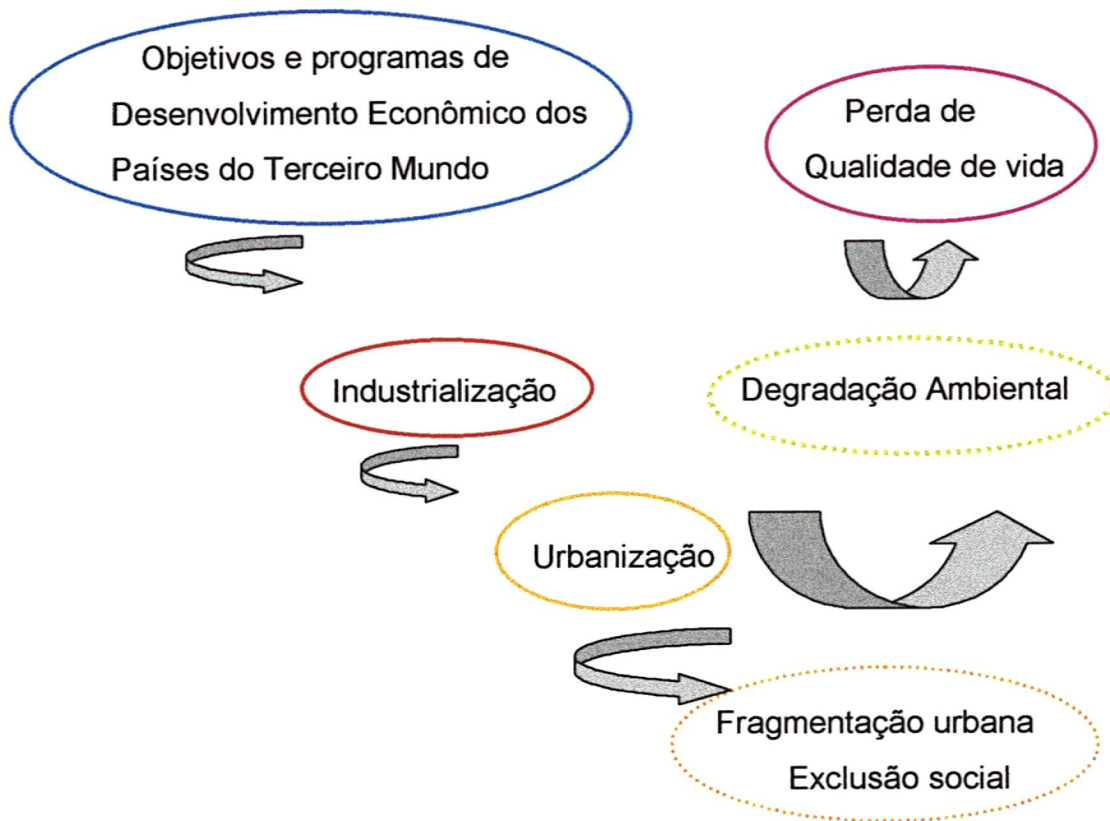 Objetivos e programas de
Desenvolvimento Econômico dos
Países do Terceiro Mundo
Perda de
Qualidade de vida
Industrialização
Degradação Ambiental
Urbanização
Fragmentação urbana
Exclusão social